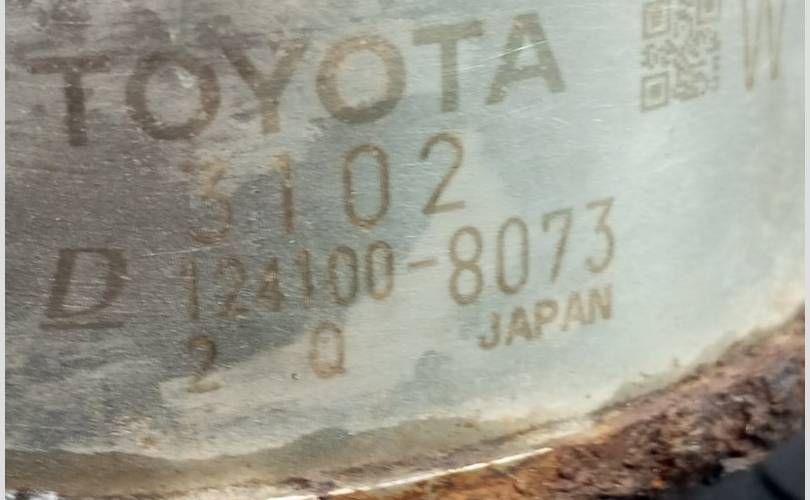 TOYOTA W
3102
D 124100-8073
2 Q JAPAN